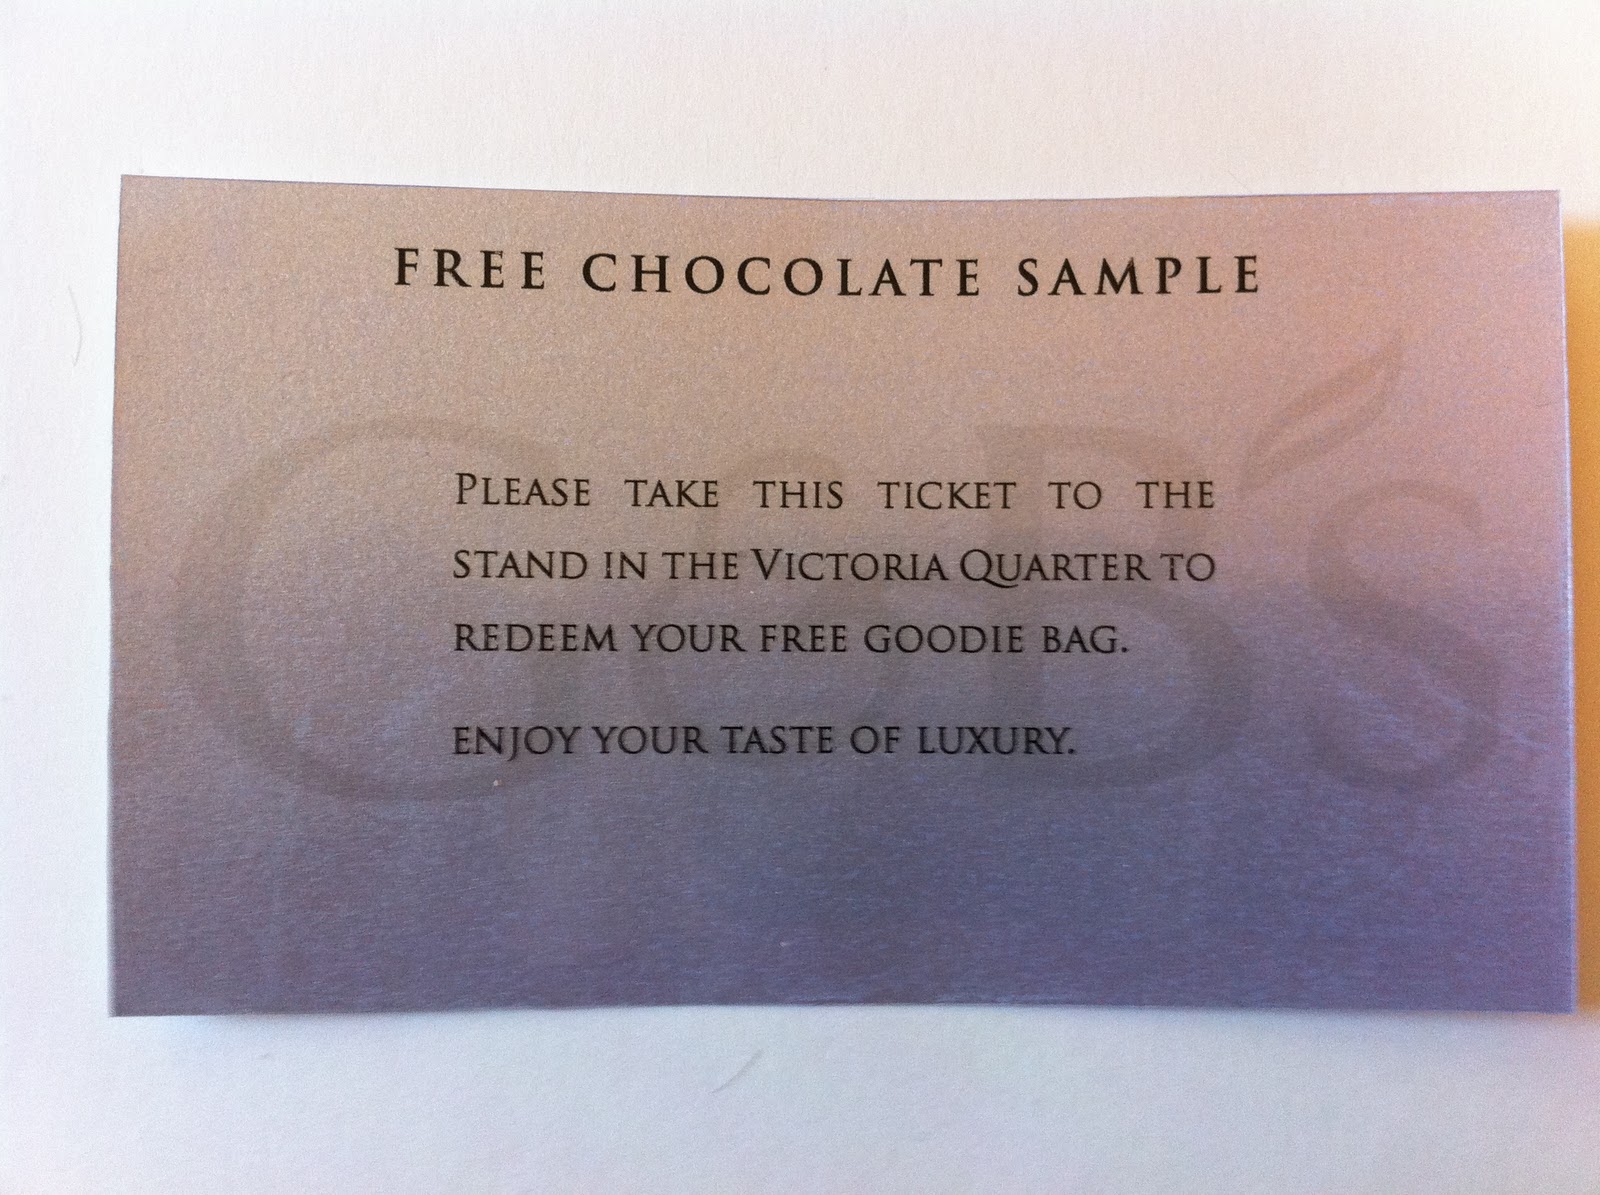 FREE CHOCOLATE SAMPLE
PLEASE TAKE THIS TICKET TO THE
STAND IN THE VICTORIA QUARTER TO
REDEEM YOUR FREE GOODIE BAG.
ENJOY YOUR TASTE OF LUXURY.